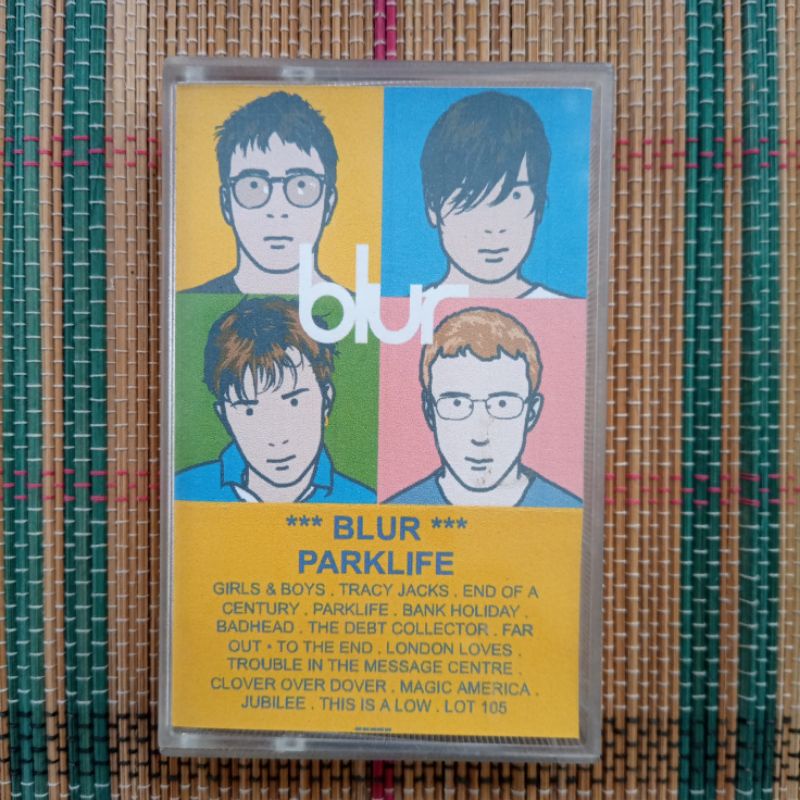 blur
*** BLUR ***
PARKLIFE
GIRLS & BOYS . TRACY JACKS . END OF A
CENTURY . PARKLIFE . BANK HOLIDAY .
BADHEAD . THE DEBT COLLECTOR . FAR
OUT • TO THE END . LONDON LOVES .
TROUBLE IN THE MESSAGE CENTRE .
CLOVER OVER DOVER . MAGIC AMERICA .
JUBILEE . THIS IS A LOW . LOT 105